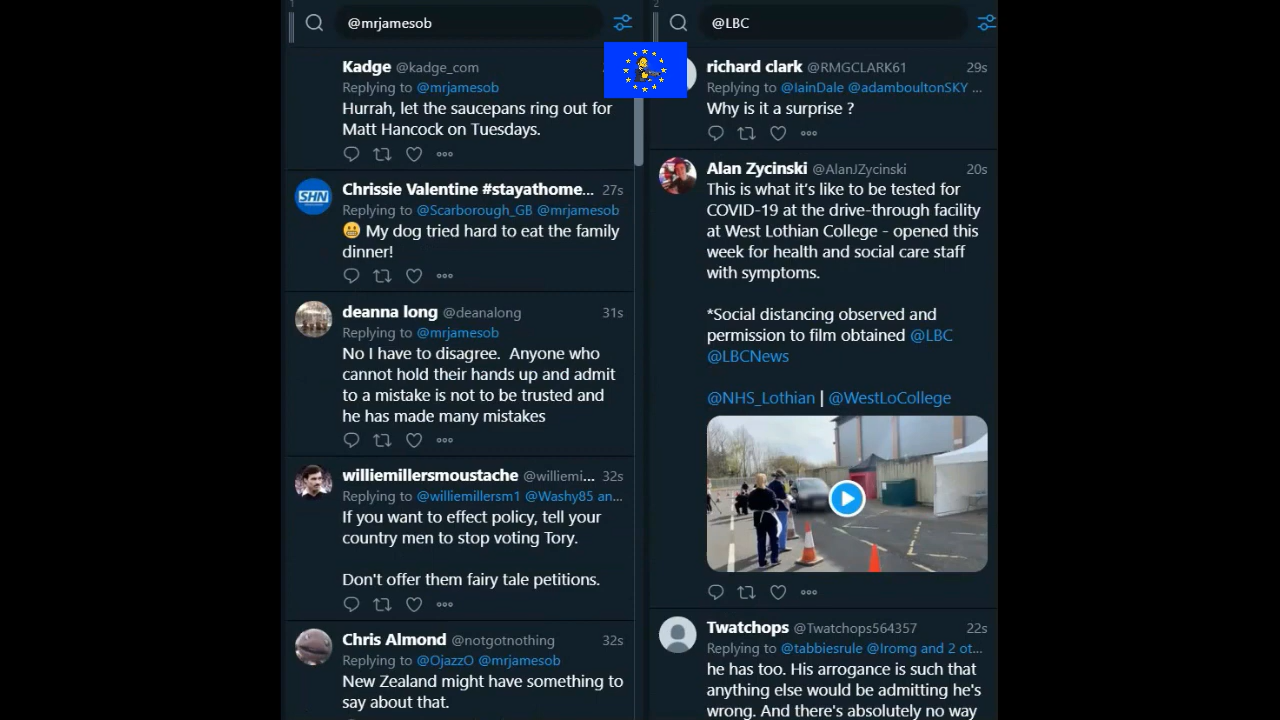 1
@mrjamesob
Kadge @kadge_com
Replying to @mrjamesob
Hurrah, let the saucepans ring out for
Matt Hancock on Tuesdays.
SHN
Chrissie Valentine #stayathome... 27s
Replying to @Scarborough_GB @mrjamesob
😬 My dog tried hard to eat the family
dinner!
deanna long @deanalong 31s
Replying to @mrjamesob
No I have to disagree.  Anyone who
cannot hold their hands up and admit
to a mistake is not to be trusted and
he has made many mistakes
williemillersmoustache @williemi... 32s
Replying to @williemillersm1 @Washy85 an...
If you want to effect policy, tell your
country men to stop voting Tory.
Don't offer them fairy tale petitions.
Chris Almond @notgotnothing 32s
Replying to @OjazzO @mrjamesob
New Zealand might have something to
say about that.
2
@LBC
richard clark @RMGCLARK61 29s
Replying to @IainDale @adamboultonSKY ...
Why is it a surprise ?
Alan Zycinski @AlanJZycinski 20s
This is what it's like to be tested for
COVID-19 at the drive-through facility
at West Lothian College - opened this
week for health and social care staff
with symptoms.
*Social distancing observed and
permission to film obtained @LBC
@LBCNews
@NHS_Lothian | @WestLoCollege
Twatchops @Twatchops564357 22s
Replying to @tabbiesrule @Iromg and 2 ot...
he has too. His arrogance is such that
anything else would be admitting he's
wrong. And there's absolutely no way